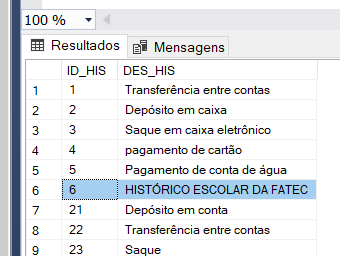 100 %
Resultados Mensagens
ID_HIS DES_HIS
1 1 Transferência entre contas
2 2 Depósito em caixa
3 3 Saque em caixa eletrônico
4 4 pagamento de cartão
5 5 Pagamento de conta de água
6 6 HISTÓRICO ESCOLAR DA FATEC
7 21 Depósito em conta
8 22 Transferência entre contas
9 23 Saque